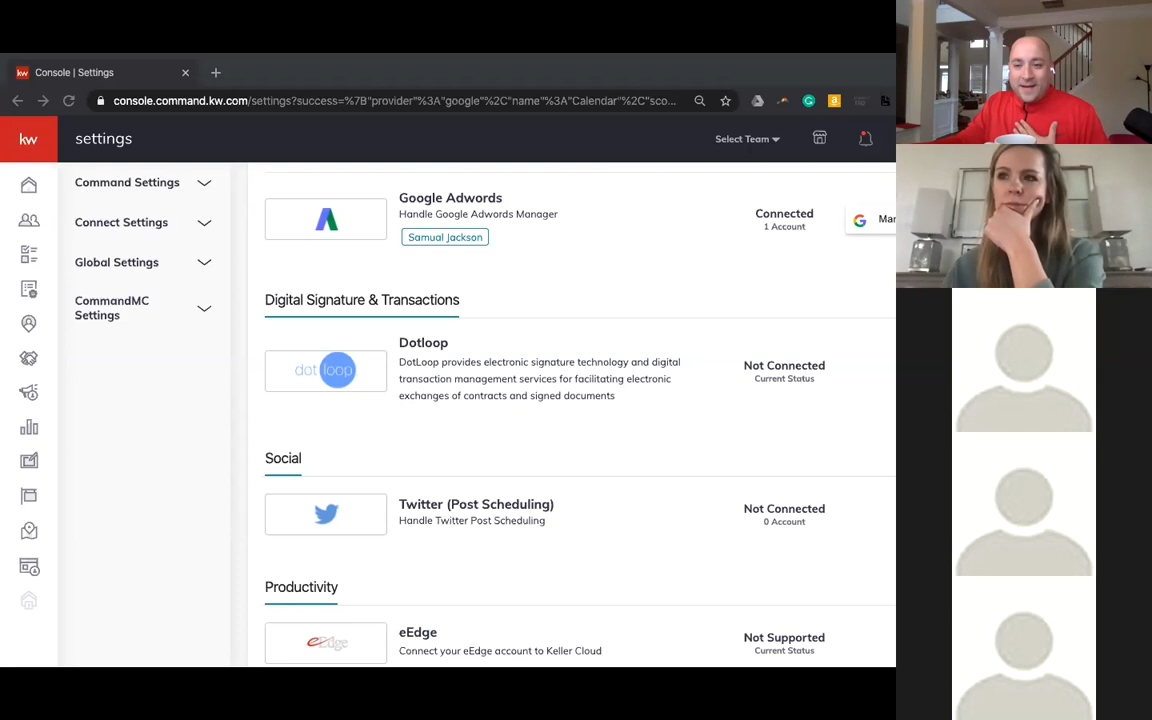 kw Console | Settings
console.command.kw.com/settings?success=%7B"provider"%3A"google"%2C"name"%3A"Calendar"%2C"sco...
kw settings Select Team
Command Settings
Connect Settings
Global Settings
CommandMC
Settings
Google Adwords
Handle Google Adwords Manager
Samual Jackson
Connected
1 Account
Mar
Digital Signature & Transactions
dotloop
Dotloop
DotLoop provides electronic signature technology and digital
transaction management services for facilitating electronic
exchanges of contracts and signed documents
Not Connected
Current Status
Social
Twitter (Post Scheduling)
Handle Twitter Post Scheduling
Not Connected
0 Account
Productivity
eEdge
eEdge
Connect your eEdge account to Keller Cloud
Not Supported
Current Status